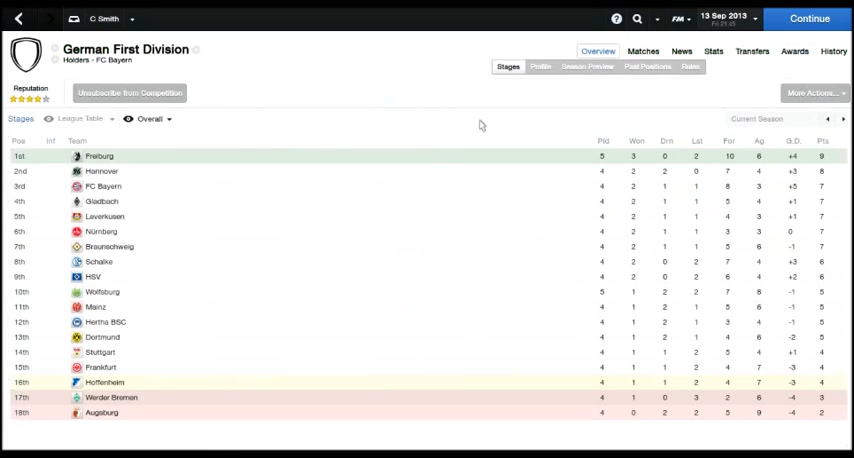 C Smith
FM
13 Sep 2013
Fri 21:45
Continue
German First Division
Holders - FC Bayern
Overview Matches News Stats Transfers Awards History
Stages Profile Season Preview Past Positions Rules
Reputation
Unsubscribe from Competition
More Actions...
Stages League Table Overall Current Season
Pos Inf Team Pld Won Drn Lst For Ag G.D. Pts
1st Freiburg 5 3 0 2 10 6 +4 9
2nd Hannover 4 2 2 0 7 4 +3 8
3rd FC Bayern 4 2 1 1 8 3 +5 7
4th Gladbach 4 2 1 1 5 4 +1 7
5th Leverkusen 4 2 1 1 4 3 +1 7
6th Nürnberg 4 2 1 1 3 3 0 7
7th Braunschweig 4 2 1 1 5 6 -1 7
8th Schalke 4 2 0 2 7 4 +3 6
9th HSV 4 2 0 2 6 4 +2 6
10th Wolfsburg 5 1 2 2 7 8 -1 5
11th Mainz 4 1 2 1 5 6 -1 5
12th Hertha BSC 4 1 2 1 3 4 -1 5
13th Dortmund 4 1 2 1 4 6 -2 5
14th Stuttgart 4 1 1 2 5 4 +1 4
15th Frankfurt 4 1 1 2 4 7 -3 4
16th Hoffenheim 4 1 1 2 4 7 -3 4
17th Werder Bremen 4 1 0 3 2 6 -4 3
18th Augsburg 4 0 2 2 5 9 -4 2